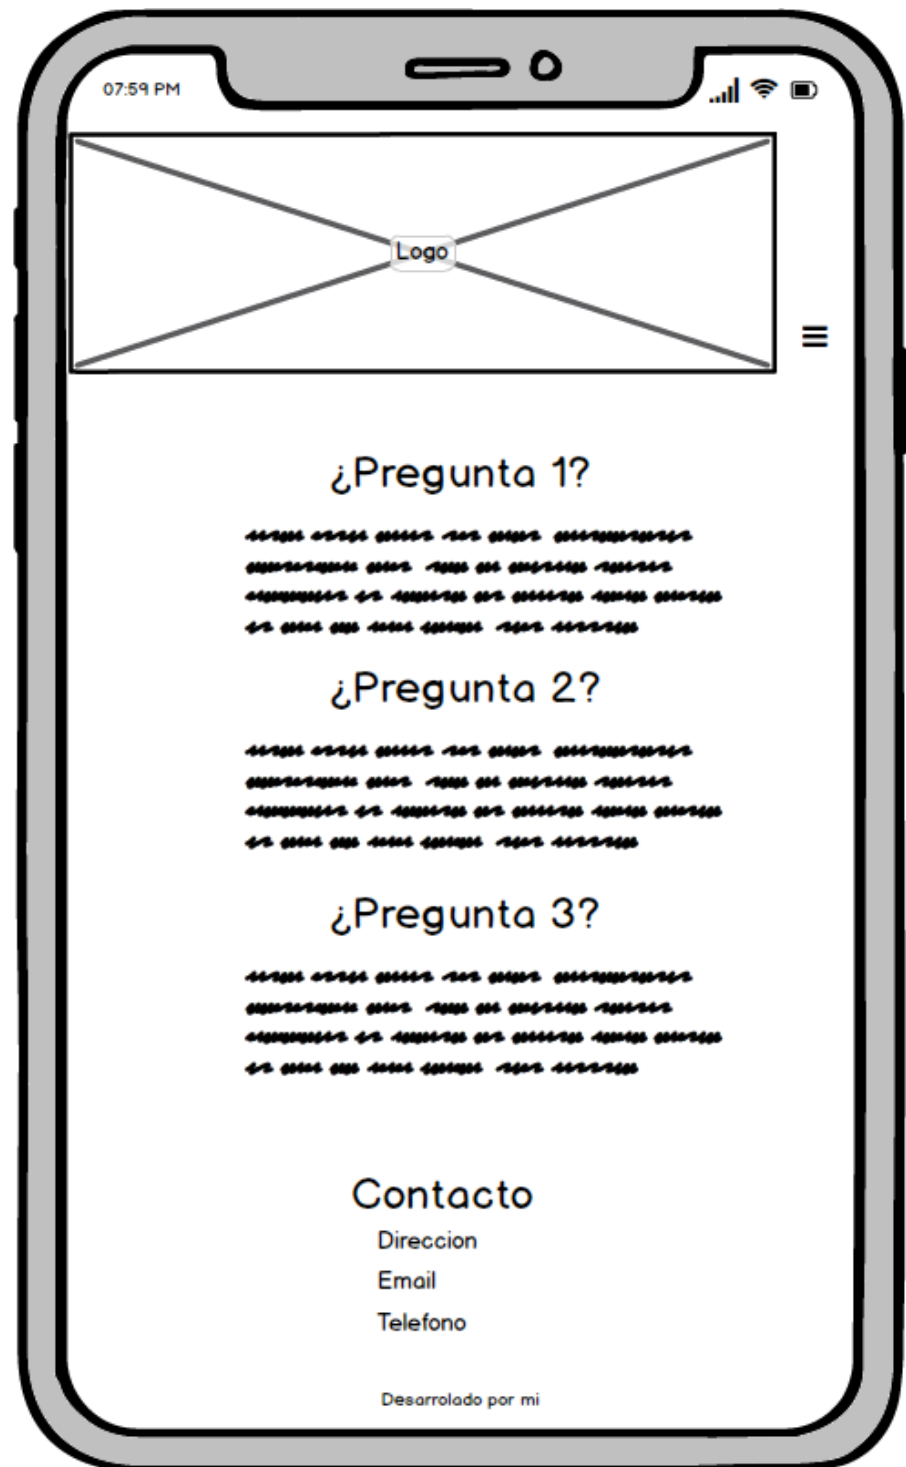 07:59 PM
Logo
¿Pregunta 1?
¿Pregunta 2?
¿Pregunta 3?
Contacto
Direccion
Email
Telefono
Desarrolado por mi